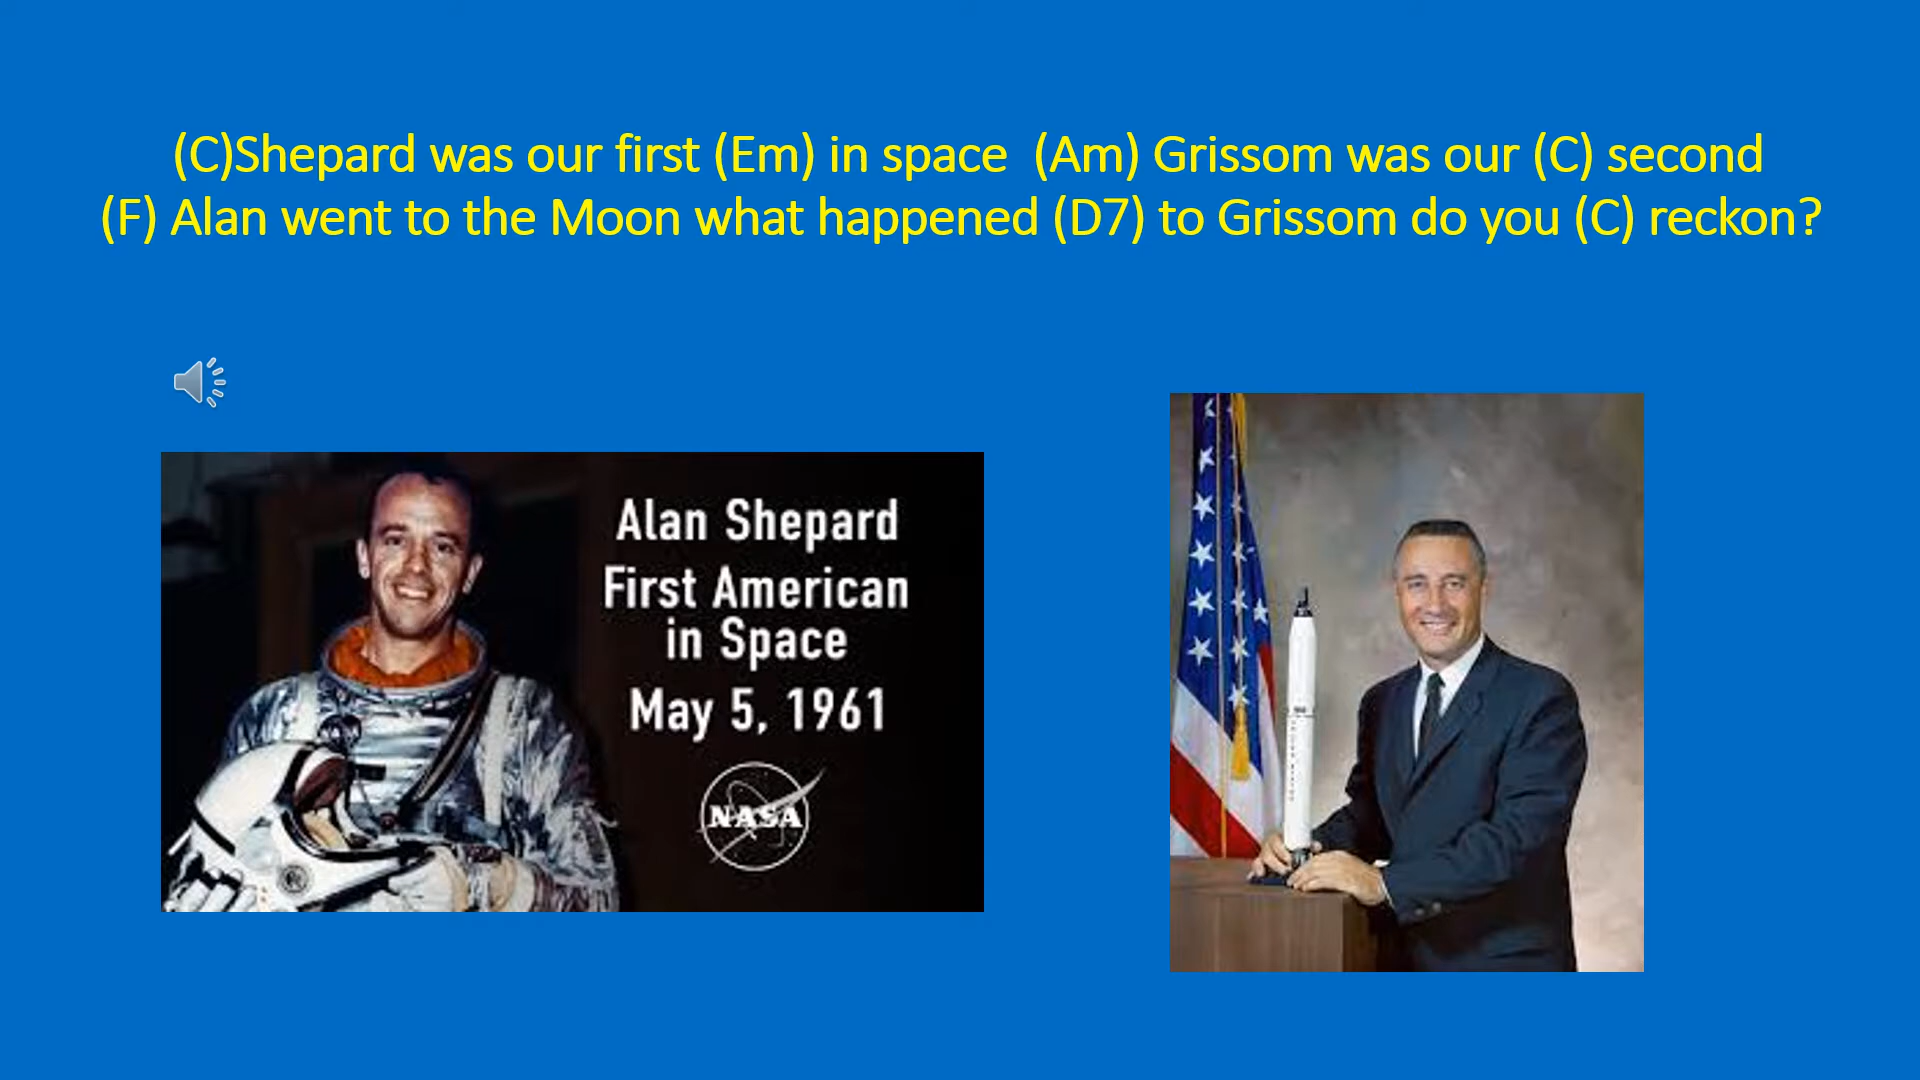 (C)Shepard was our first (Em) in space  (Am) Grissom was our (C) second
(F) Alan went to the Moon what happened (D7) to Grissom do you (C) reckon?
Alan Shepard
First American
in Space
May 5, 1961
NASA